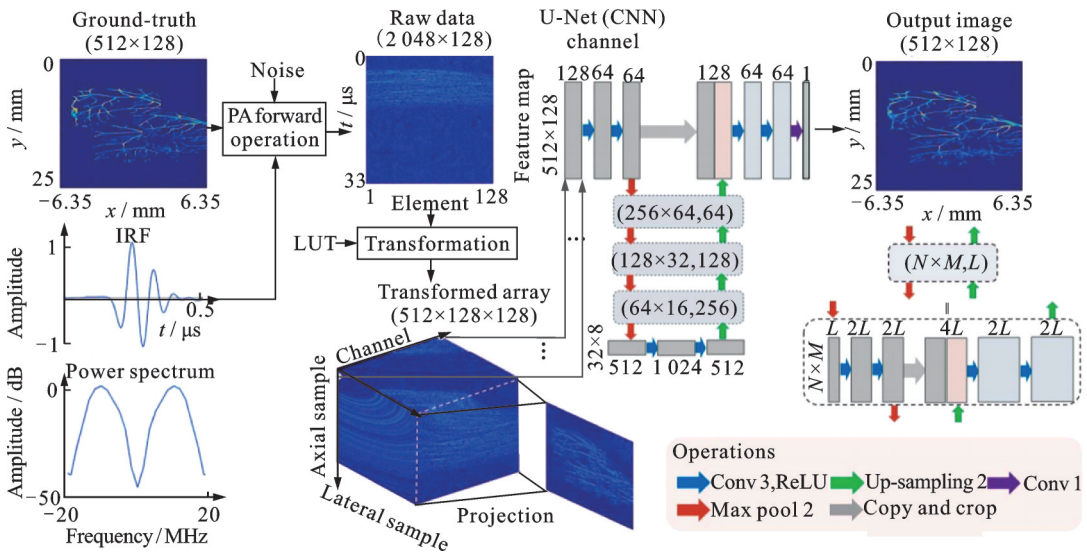 Ground-truth
(512×128)
0
y / mm
25
−6.35
6.35
x / mm
Noise
PA forward
operation
Raw data
(2 048×128)
0
t / μs
33
1
128
Element
LUT
Transformation
Transformed array
(512×128×128)
IRF
Amplitude
1
0
−1
0.5
t / μs
Power spectrum
Amplitude / dB
0
−50
−20
20
Frequency / MHz
Channel
Axial sample
Lateral sample
Projection
U-Net (CNN)
channel
Feature map
512×128
128
64
64
128
64
64
1
...
(256×64,64)
(128×32,128)
(64×16,256)
...
32×8
512
1 024
512
Output image
(512×128)
0
y / mm
25
−6.35
6.35
x / mm
(N×M,L)
=
N×M
L
2L
2L
4L
2L
2L
Operations
Conv 3,ReLU
Up-sampling 2
Conv 1
Max pool 2
Copy and crop